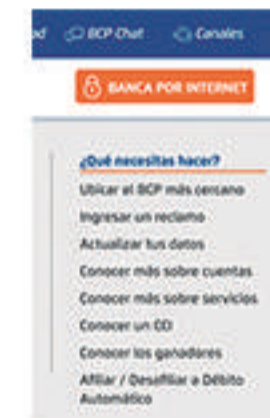 BCP Chat
Canales
BANCA POR INTERNET
¿Qué necesitas hacer?
Ubicar el BCP más cercano
Ingresar un reclamo
Actualizar tus datos
Conocer más sobre cuentas
Conocer más sobre servicios
Conocer un CCI
Conocer los ganadores
Afiliar / Desafiliar a Débito
Automático